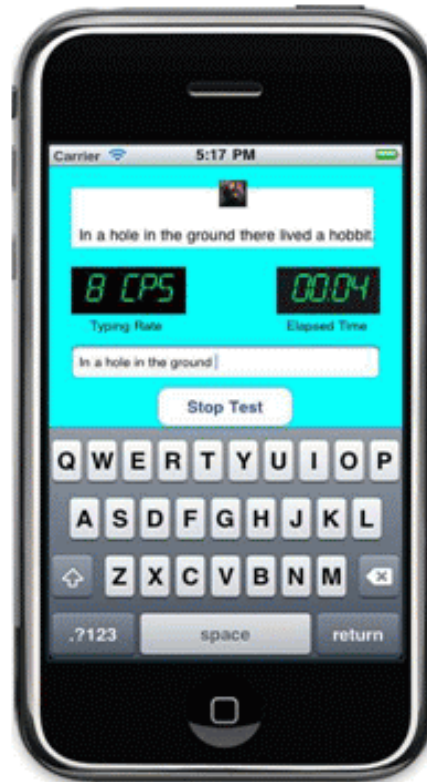 Carrier 5:17 PM
In a hole in the ground there lived a hobbit.
8 CPS 00:04
Typing Rate Elapsed Time
In a hole in the ground
Stop Test
Q W E R T Y U I O P
A S D F G H J K L
Z X C V B N M
.?123 space return